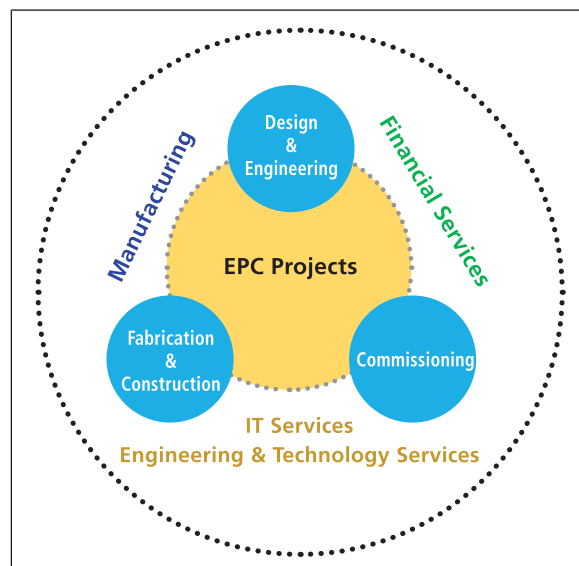 Design
&
Engineering
Manufacturing
Financial Services
EPC Projects
Fabrication
&
Construction
Commissioning
IT Services
Engineering & Technology Services